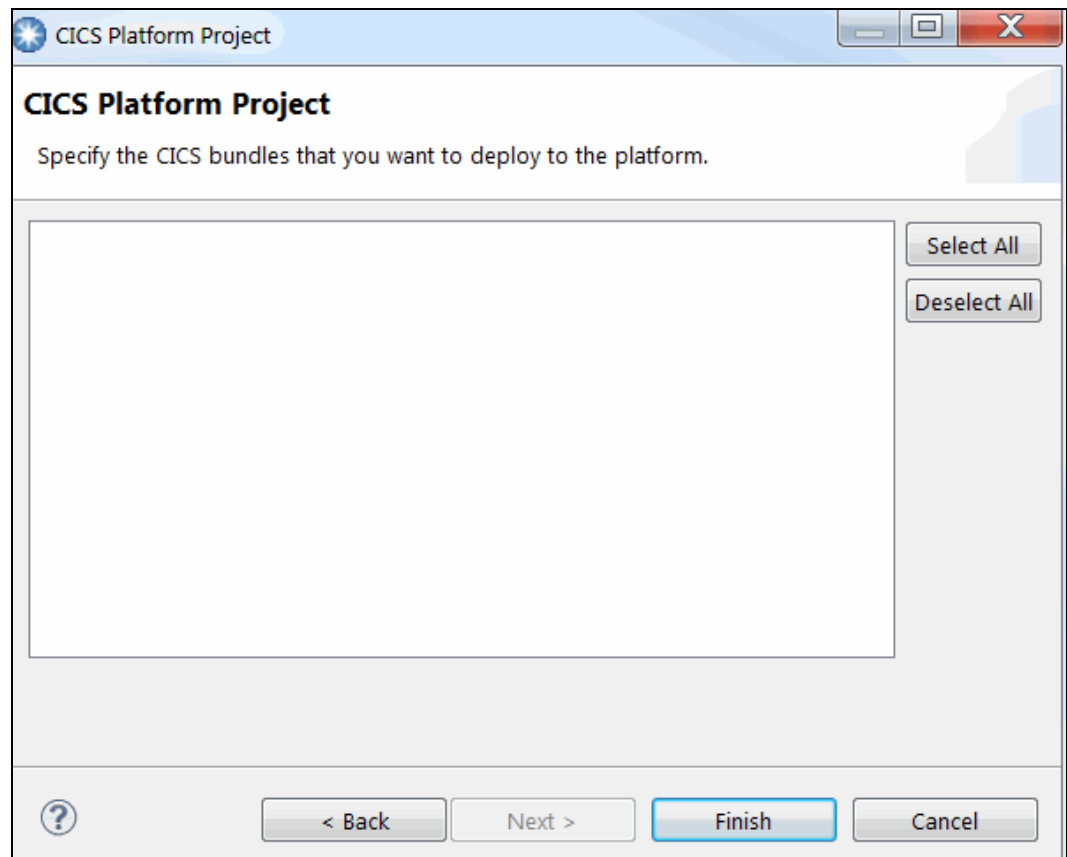 CICS Platform Project
CICS Platform Project
Specify the CICS bundles that you want to deploy to the platform.
Select All
Deselect All
?
< Back
Next >
Finish
Cancel